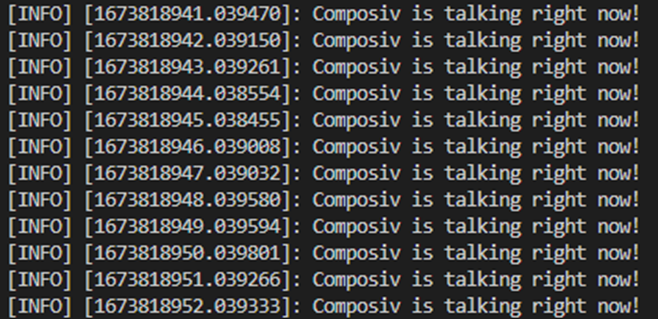 [INFO] [1673818941.039470]: Composiv is talking right now!
[INFO] [1673818942.039150]: Composiv is talking right now!
[INFO] [1673818943.039261]: Composiv is talking right now!
[INFO] [1673818944.038554]: Composiv is talking right now!
[INFO] [1673818945.038455]: Composiv is talking right now!
[INFO] [1673818946.039008]: Composiv is talking right now!
[INFO] [1673818947.039032]: Composiv is talking right now!
[INFO] [1673818948.039580]: Composiv is talking right now!
[INFO] [1673818949.039594]: Composiv is talking right now!
[INFO] [1673818950.039801]: Composiv is talking right now!
[INFO] [1673818951.039266]: Composiv is talking right now!
[INFO] [1673818952.039333]: Composiv is talking right now!